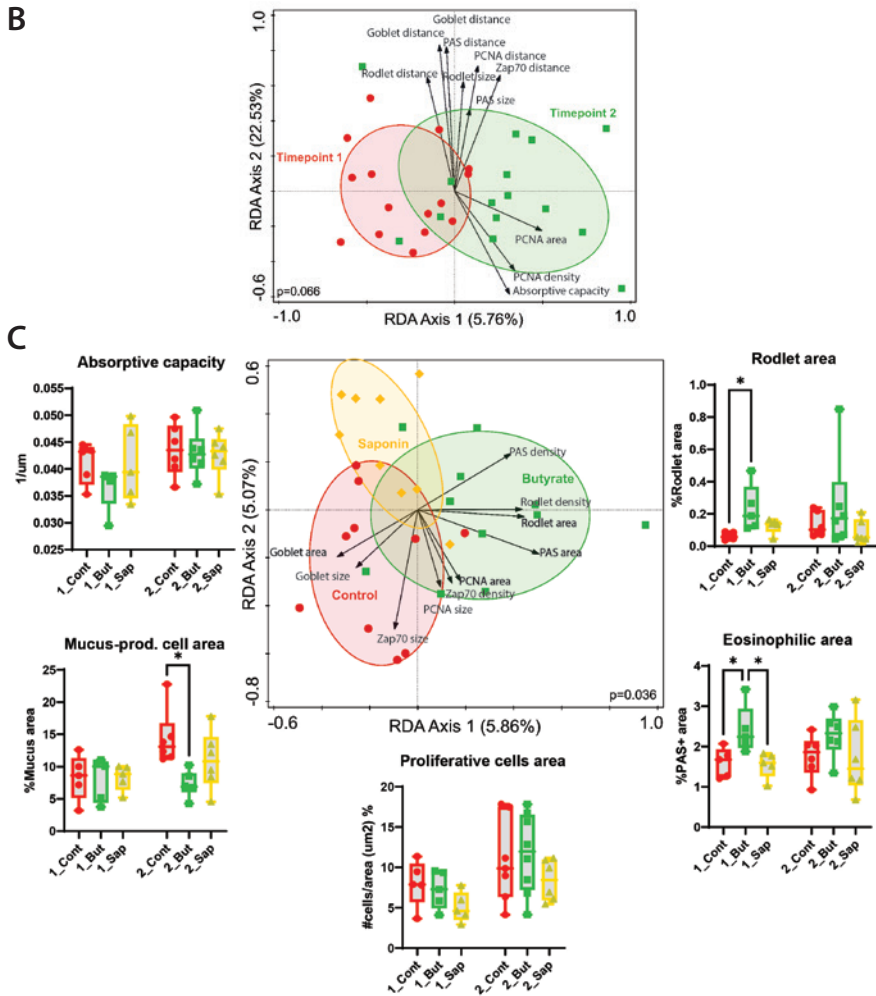 B
1.0
Goblet distance
Goblet distance
PAS distance
PCNA distance
Zap70 distance
Rodlet distance
Rodlet size
PAS size
Timepoint 2
Timepoint 1
RDA Axis 2 (22.53%)
PCNA area
PCNA density
Absorptive capacity
-0.6
p=0.066
-1.0
1.0
RDA Axis 1 (5.76%)
C
Absorptive capacity
0.055
0.050
0.045
0.040
0.035
0.030
0.025
1/um
1_Cont
1_But
1_Sap
2_Cont
2_But
2_Sap
0.6
Saponin
PAS density
Butyrate
Rodlet density
Rodlet area
PAS area
Goblet area
Goblet size
Control
PCNA area
Zap70 density
PCNA size
Zap70 size
RDA Axis 2 (5.07%)
-0.8
p=0.036
-0.6
1.0
RDA Axis 1 (5.86%)
Rodlet area
1.0
0.8
0.6
0.4
0.2
0.0
%Rodlet area
*
1_Cont
1_But
1_Sap
2_Cont
2_But
2_Sap
Mucus-prod. cell area
25
20
15
10
5
0
%Mucus area
*
1_Cont
1_But
1_Sap
2_Cont
2_But
2_Sap
Eosinophilic area
4
3
2
1
0
%PAS+ area
*
*
1_Cont
1_But
1_Sap
2_Cont
2_But
2_Sap
Proliferative cells area
20
15
10
5
0
#cells/area (um2) %
1_Cont
1_But
1_Sap
2_Cont
2_But
2_Sap